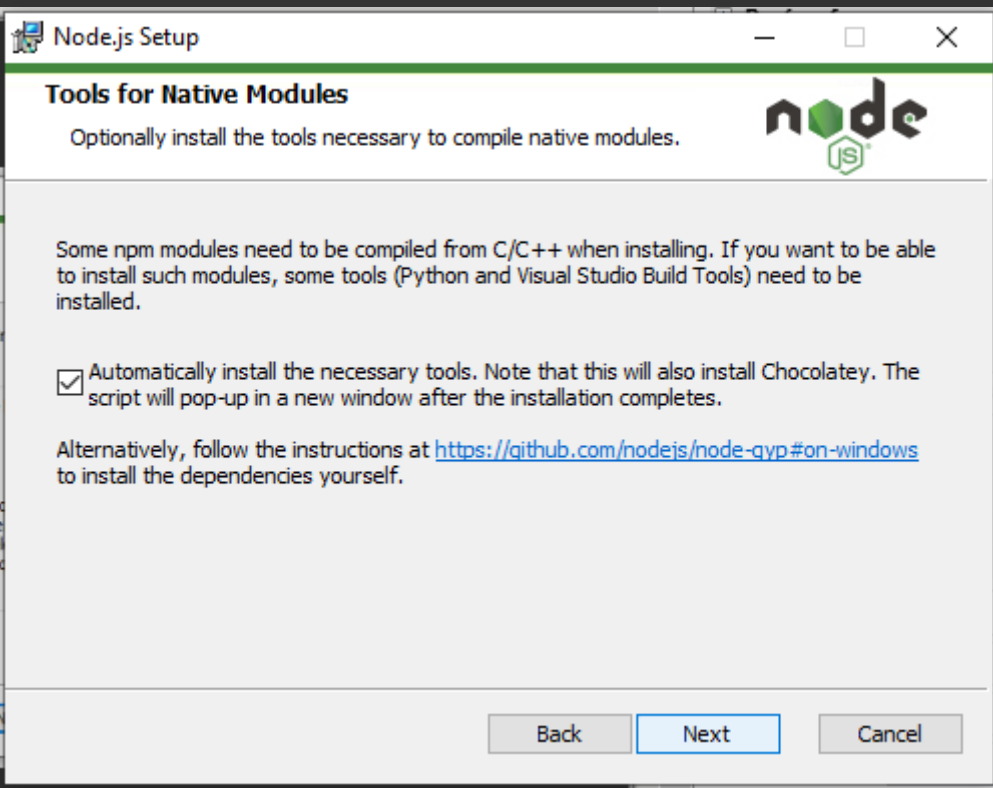 Node.js Setup
Tools for Native Modules
Optionally install the tools necessary to compile native modules.
node
JS
Some npm modules need to be compiled from C/C++ when installing. If you want to be able
to install such modules, some tools (Python and Visual Studio Build Tools) need to be
installed.
Automatically install the necessary tools. Note that this will also install Chocolatey. The
script will pop-up in a new window after the installation completes.
Alternatively, follow the instructions at https://github.com/nodejs/node-gyp#on-windows
to install the dependencies yourself.
Back
Next
Cancel